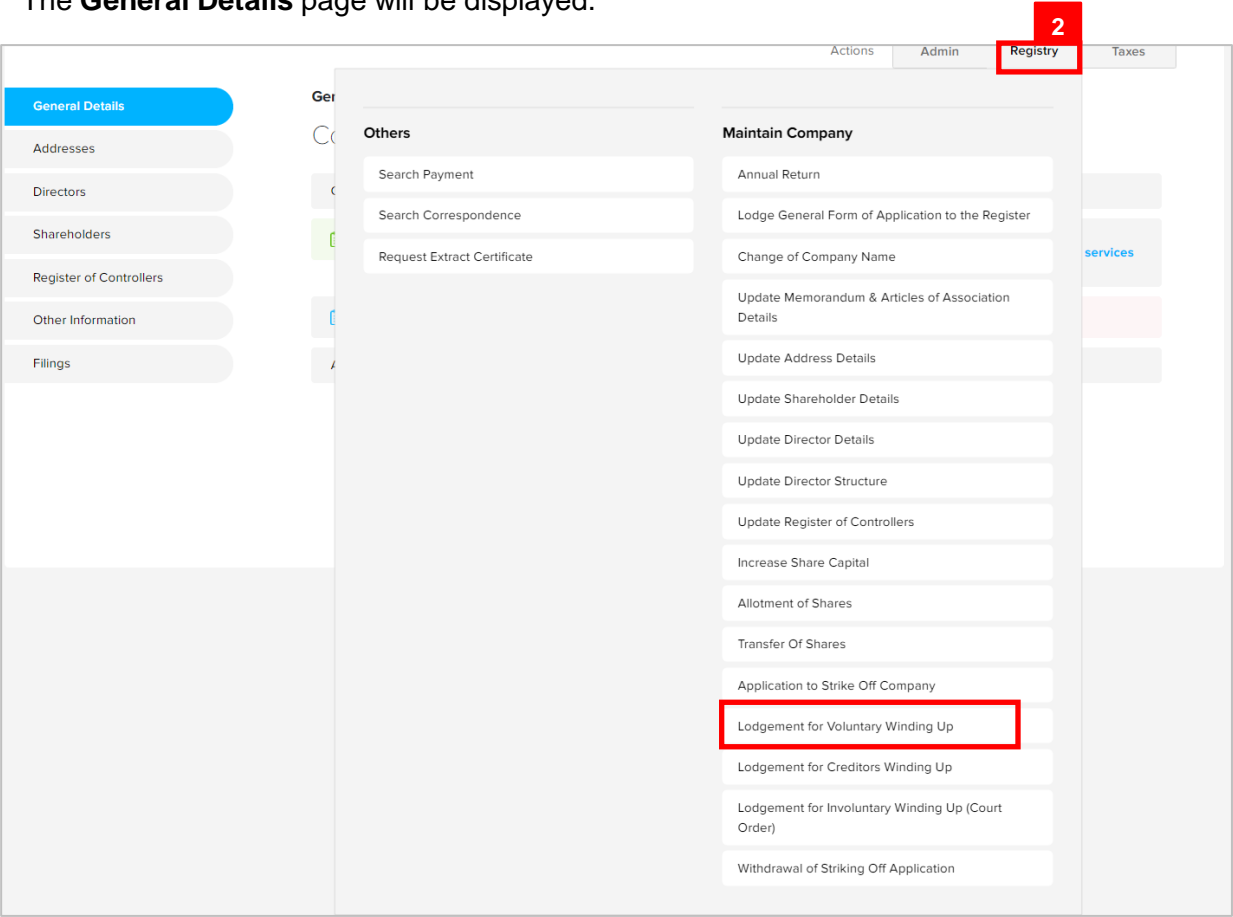 The General Details page will be displayed.
2
Actions
Admin
Registry
Taxes
General Details
Addresses
Directors
Shareholders
Register of Controllers
Other Information
Filings
services
Others
Search Payment
Search Correspondence
Request Extract Certificate
Maintain Company
Annual Return
Lodge General Form of Application to the Register
Change of Company Name
Update Memorandum & Articles of Association
Details
Update Address Details
Update Shareholder Details
Update Director Details
Update Director Structure
Update Register of Controllers
Increase Share Capital
Allotment of Shares
Transfer Of Shares
Application to Strike Off Company
Lodgement for Voluntary Winding Up
Lodgement for Creditors Winding Up
Lodgement for Involuntary Winding Up (Court
Order)
Withdrawal of Striking Off Application